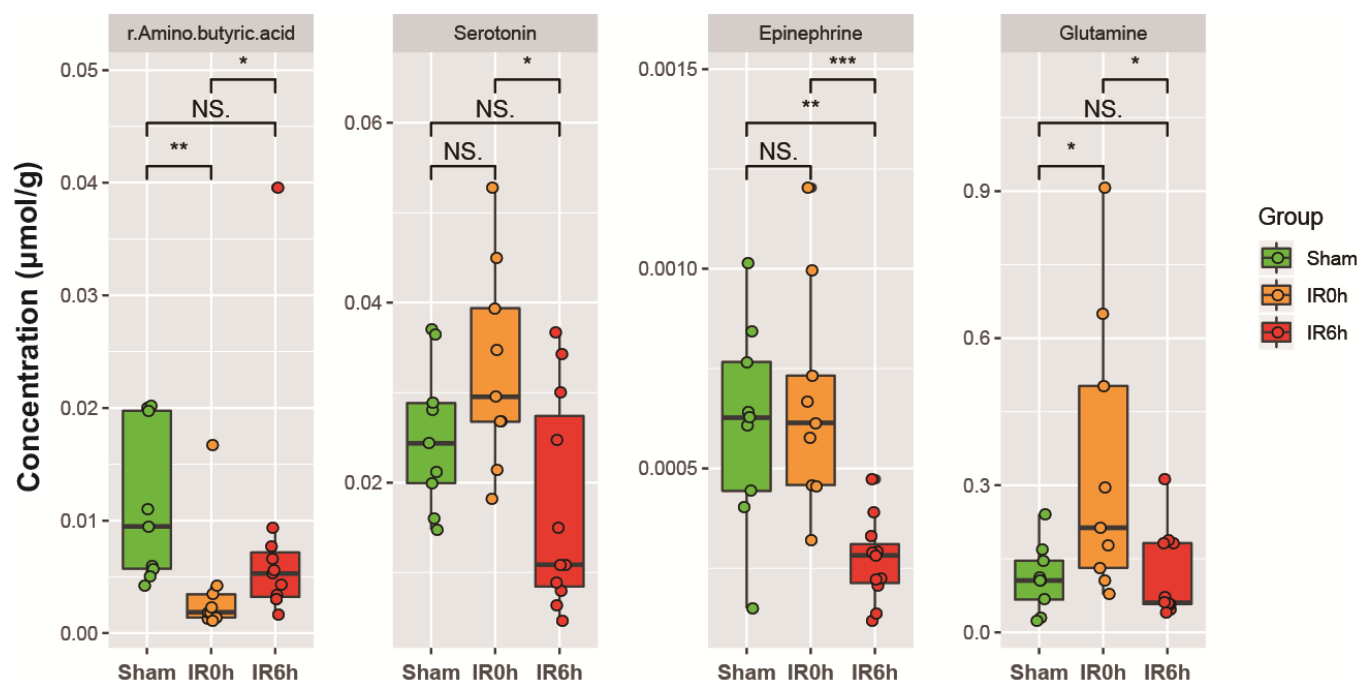 r.Amino.butyric.acid
Serotonin
Epinephrine
Glutamine
Concentration (μmol/g)
0.05
0.04
0.03
0.02
0.01
0.00
*
NS.
**
Sham IR0h IR6h
0.06
0.04
0.02
*
NS.
NS.
Sham IR0h IR6h
0.0015
0.0010
0.0005
***
**
NS.
Sham IR0h IR6h
0.9
0.6
0.3
0.0
*
NS.
*
Sham IR0h IR6h
Group
Sham
IR0h
IR6h